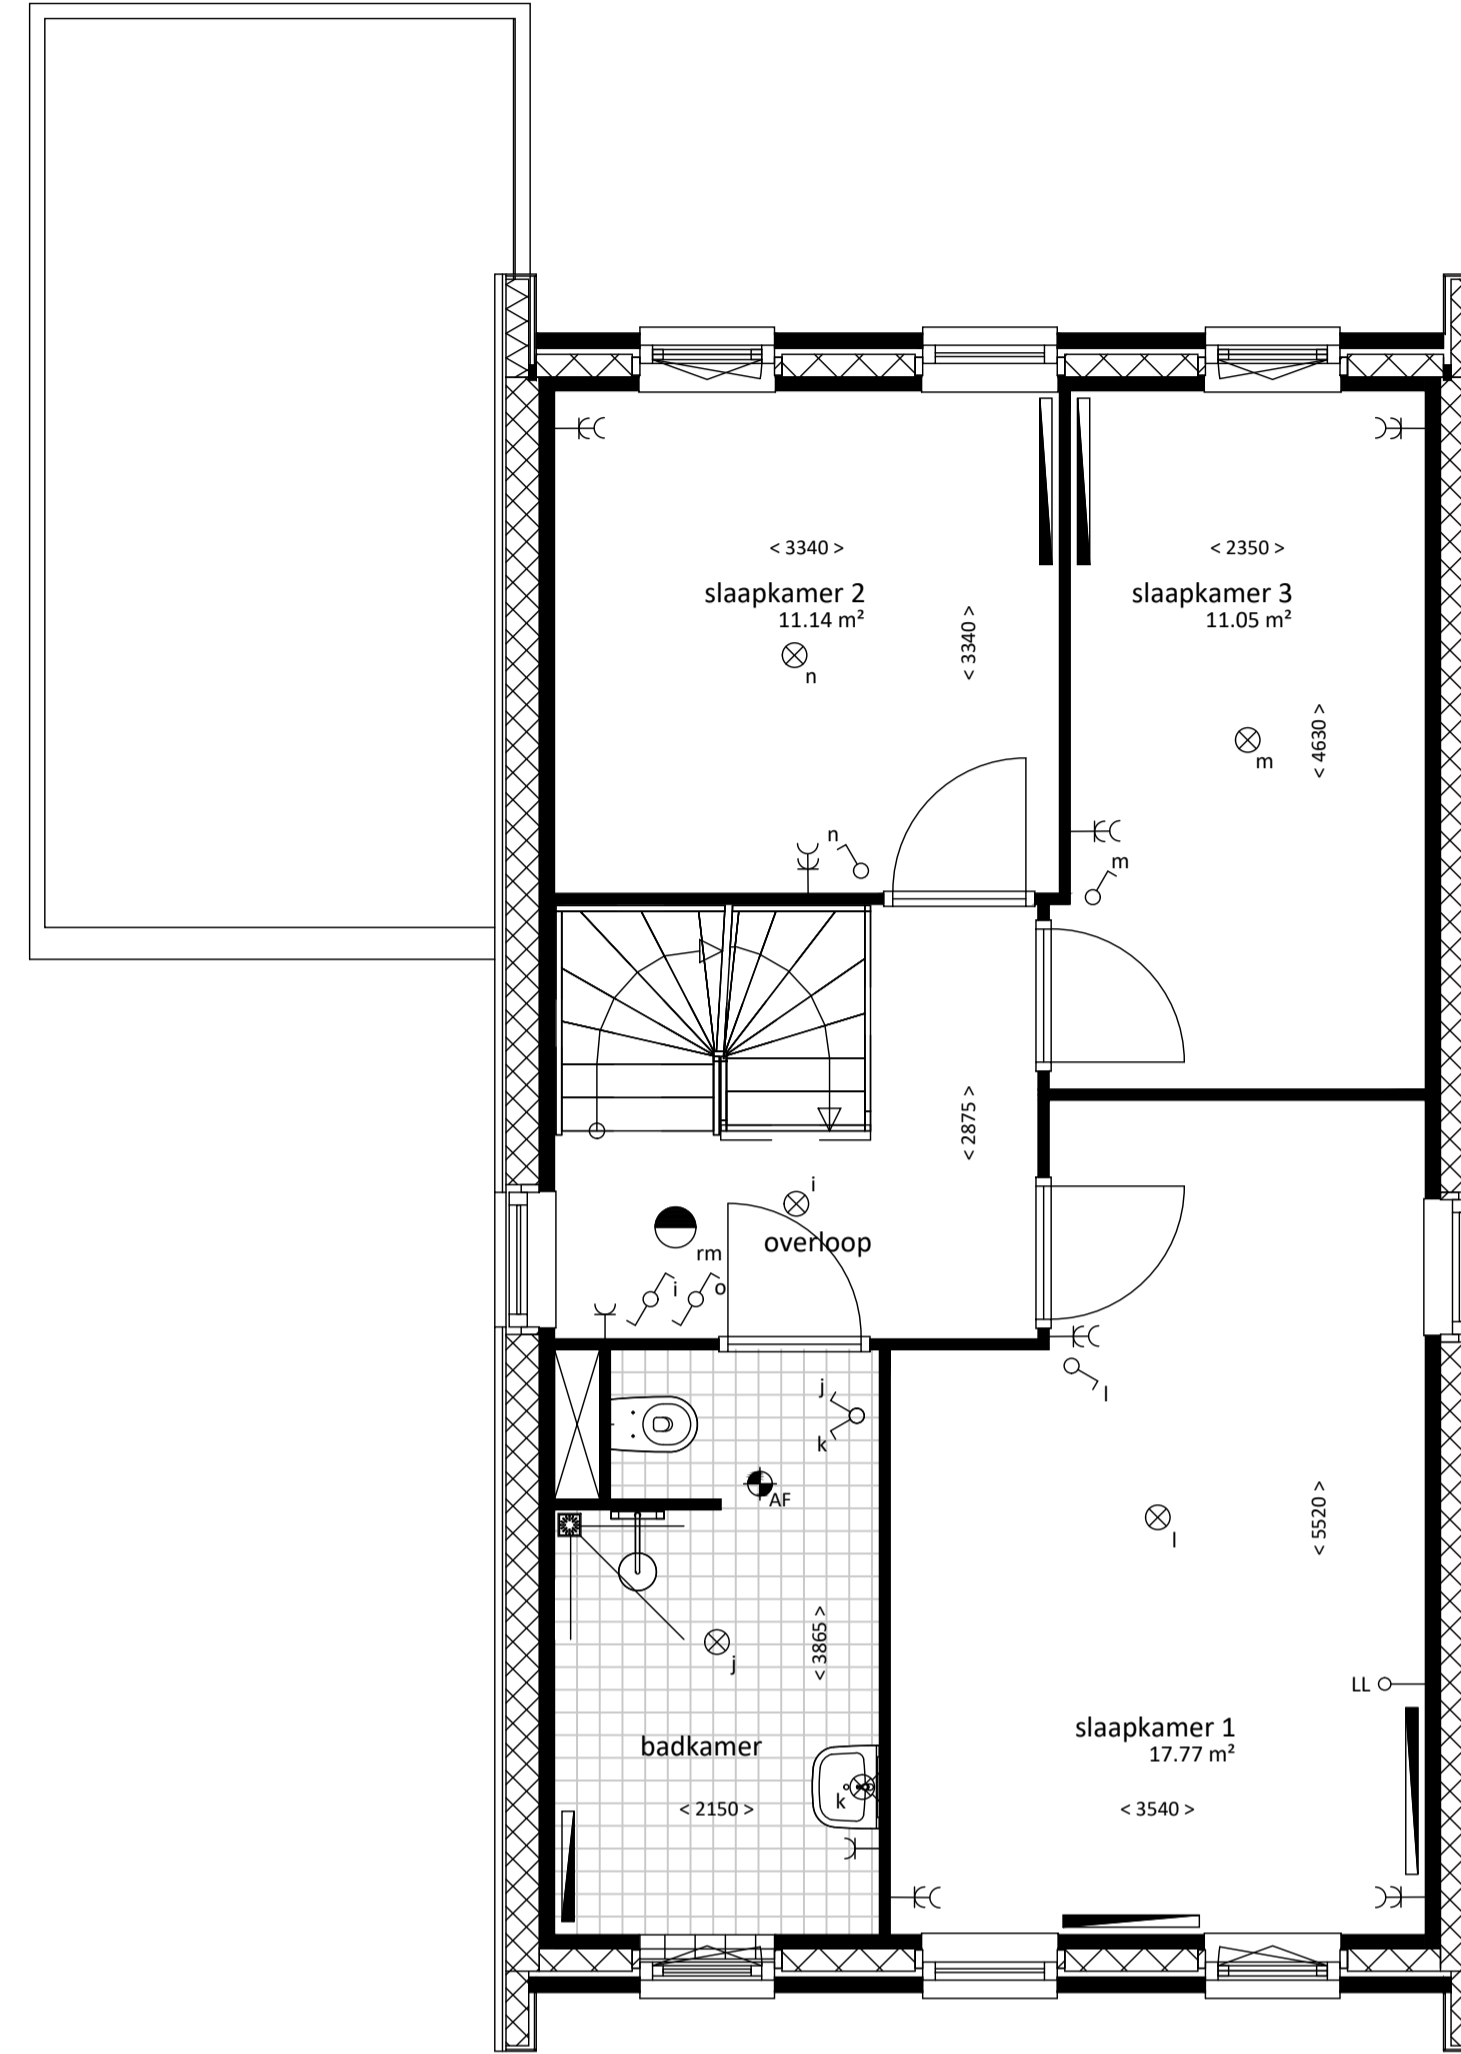 < 3340 >
slaapkamer 2
11.14 m²
< 3340 >
n
n
< 2350 >
slaapkamer 3
11.05 m²
< 4630 >
m
m
< 2875 >
i
overloop
rm
i
o
j
k
AF
j
< 3865 >
badkamer
< 2150 >
k
l
l
< 5520 >
LL
slaapkamer 1
17.77 m²
< 3540 >